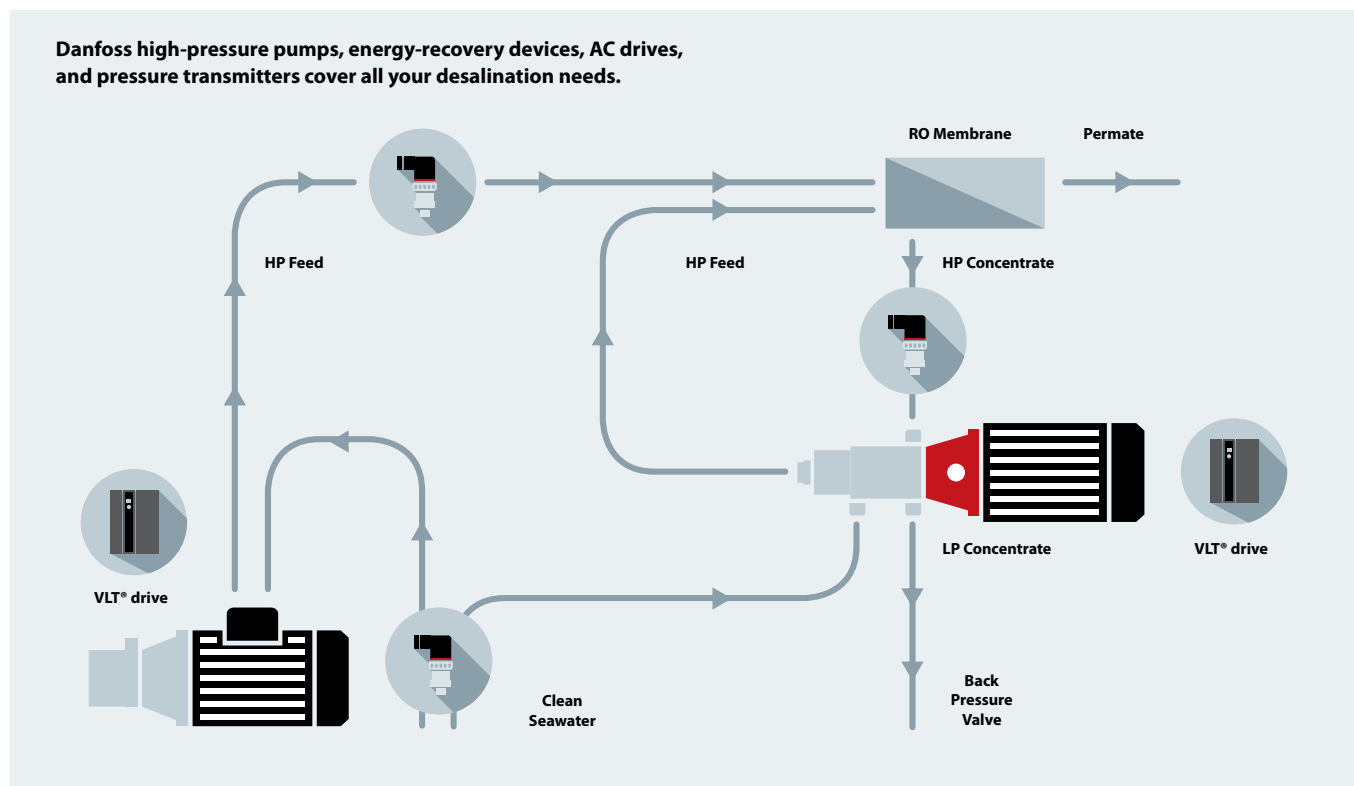 Danfoss high-pressure pumps, energy-recovery devices, AC drives,
and pressure transmitters cover all your desalination needs.
RO Membrane
Permate
HP Feed
HP Feed
HP Concentrate
LP Concentrate
VLT® drive
VLT® drive
Clean
Seawater
Back
Pressure
Valve